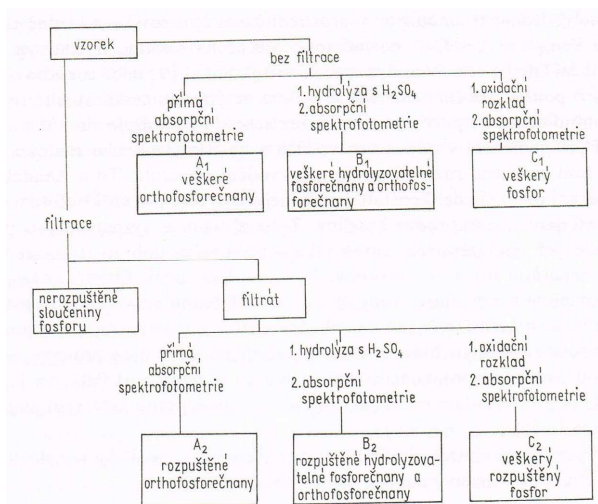 vzorek
bez filtrace
přímá
absorpční
spektrofotometrie
1. hydrolýza s H₂SO₄
2. absorpční
spektrofotometrie
1. oxidační
rozklad
2. absorpční
spektrofotometrie
A₁
veškeré
orthofosforečnany
B₁
veškeré hydrolyzovatelné
fosforečnany a orthofos-
forečnany
C₁
veškerý
fosfor
filtrace
nerozpuštěné
sloučeniny
fosforu
filtrát
přímá
absorpční
spektrofotometrie
1. hydrolýza s H₂SO₄
2. absorpční
spektrofotometrie
1. oxidační
rozklad
2. absorpční
spektrofotometrie
A₂
rozpuštěné
orthofosforečnany
B₂
rozpuštěné hydrolyzova-
telné fosforečnany a
orthofosforečnany
C₂
veškerý
rozpuštěný
fosfor